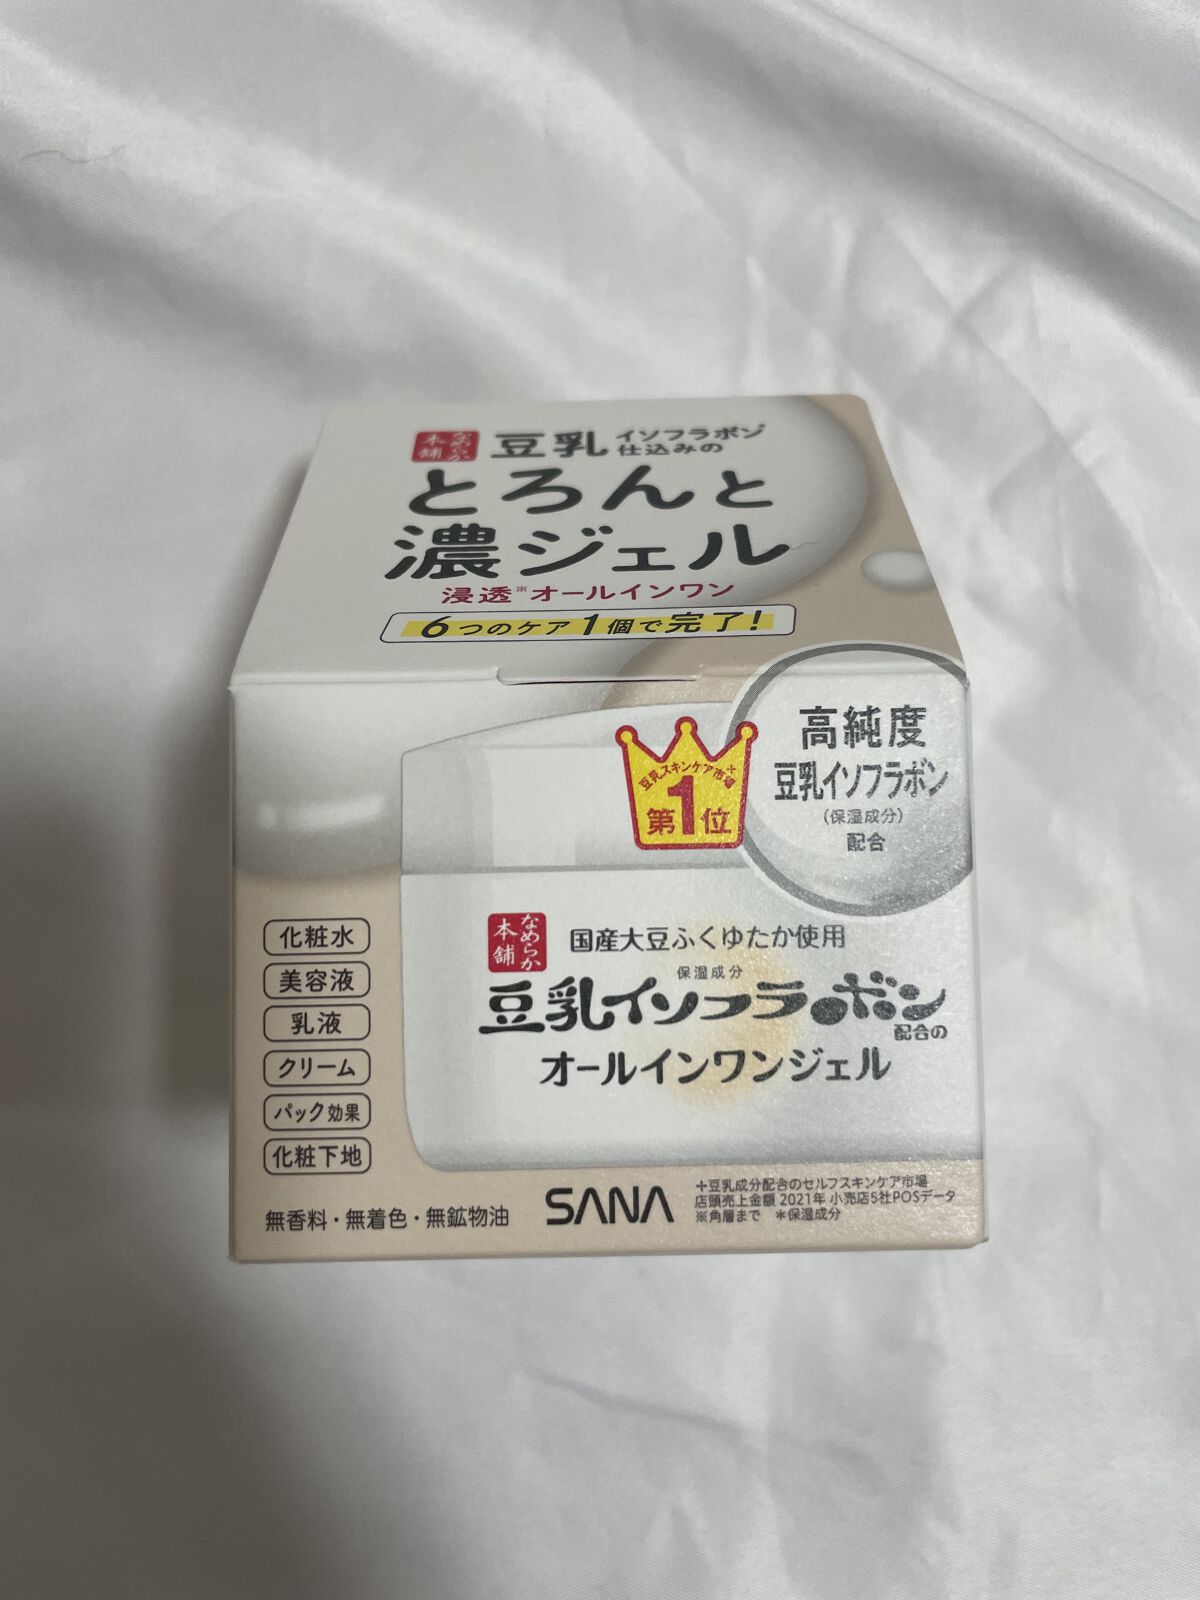 なめらか本舗
豆乳イソフラボン仕込みの
とろんと
濃ジェル
浸透※オールインワン
6つのケア1個で完了!
高純度
豆乳イソフラボン
(保湿成分)
配合
豆乳スキンケア市場※
第1位
なめらか本舗
国産大豆ふくゆたか使用
保湿成分
豆乳イソフラボン配合の
オールインワンジェル
化粧水
美容液
乳液
クリーム
パック効果
化粧下地
無香料・無着色・無鉱物油
SANA
+豆乳成分配合のセルフスキンケア市場
店頭売上金額 2021年 小売店5社POSデータ
※角層まで *保湿成分